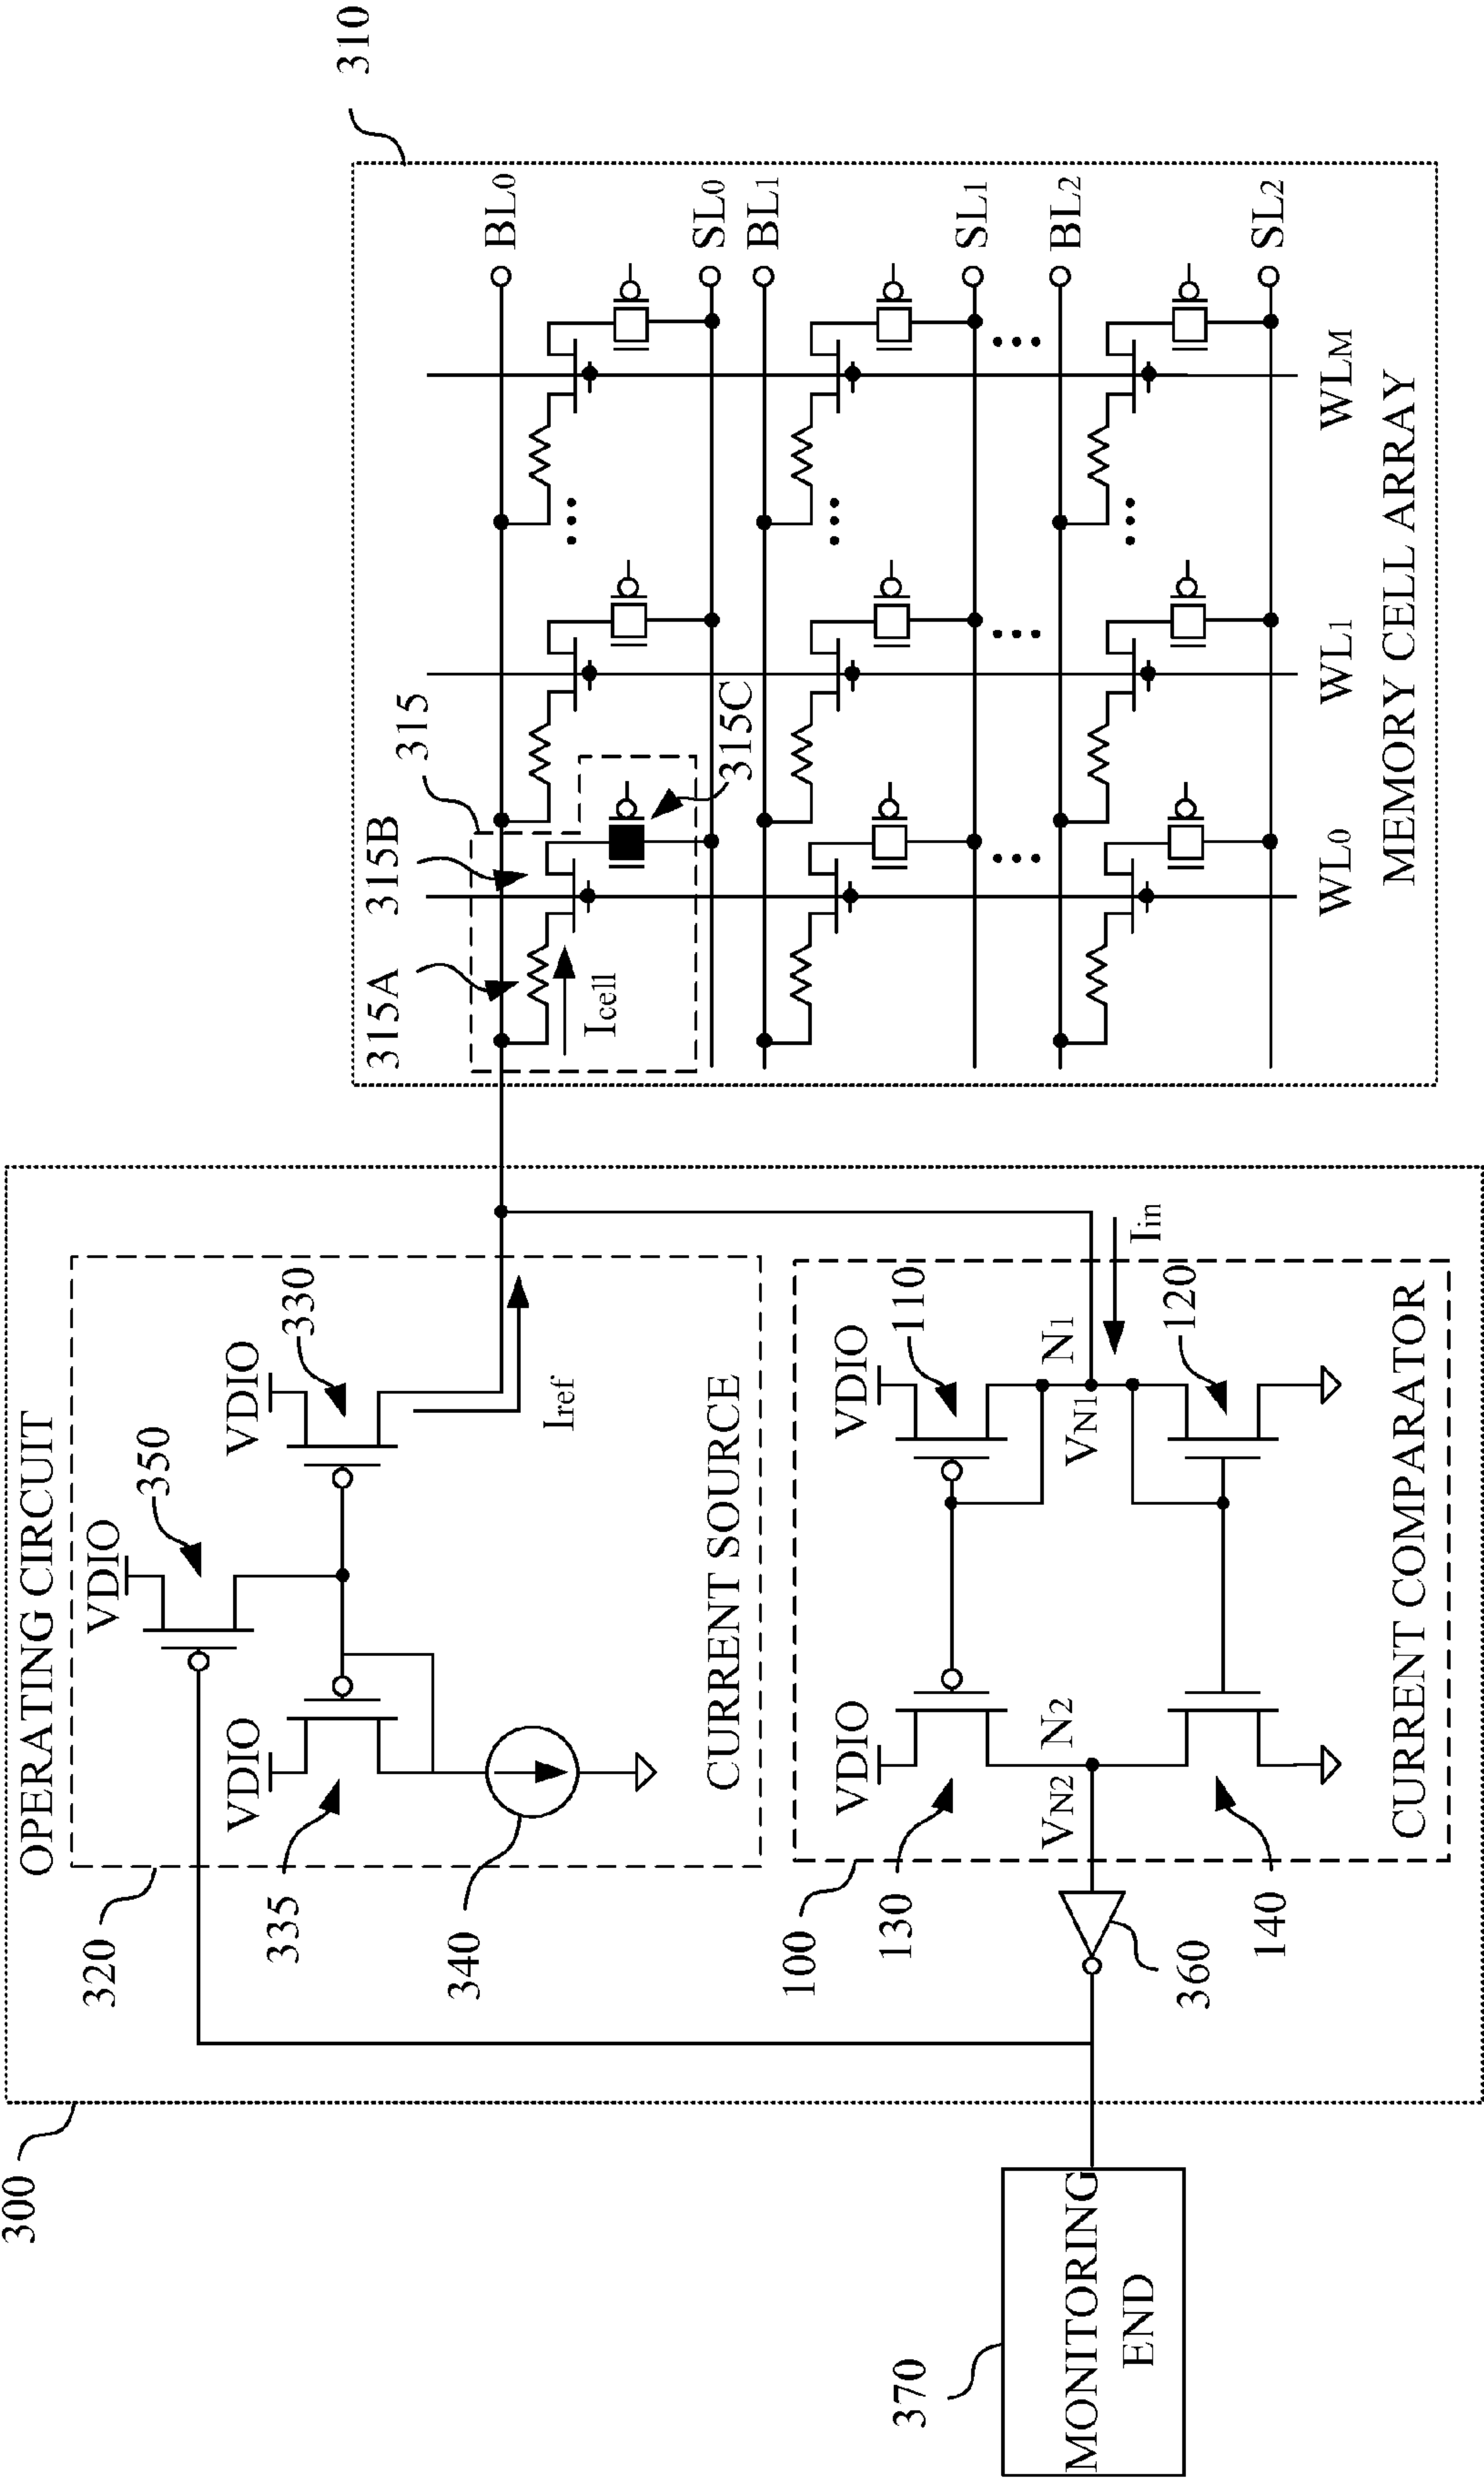 300
OPERATING CIRCUIT
320
VDIO
350
VDIO
335
VDIO
330
340
Iref
CURRENT SOURCE
100
VDIO
130
VDIO
110
VN2
N2
VN1
N1
Iin
360
140
120
CURRENT COMPARATOR
370
MONITORING
END
310
315A
315B
315
BL0
Icell
315C
SL0
BL1
SL1
BL2
SL2
WL0
WL1
WLM
MEMORY CELL ARRAY